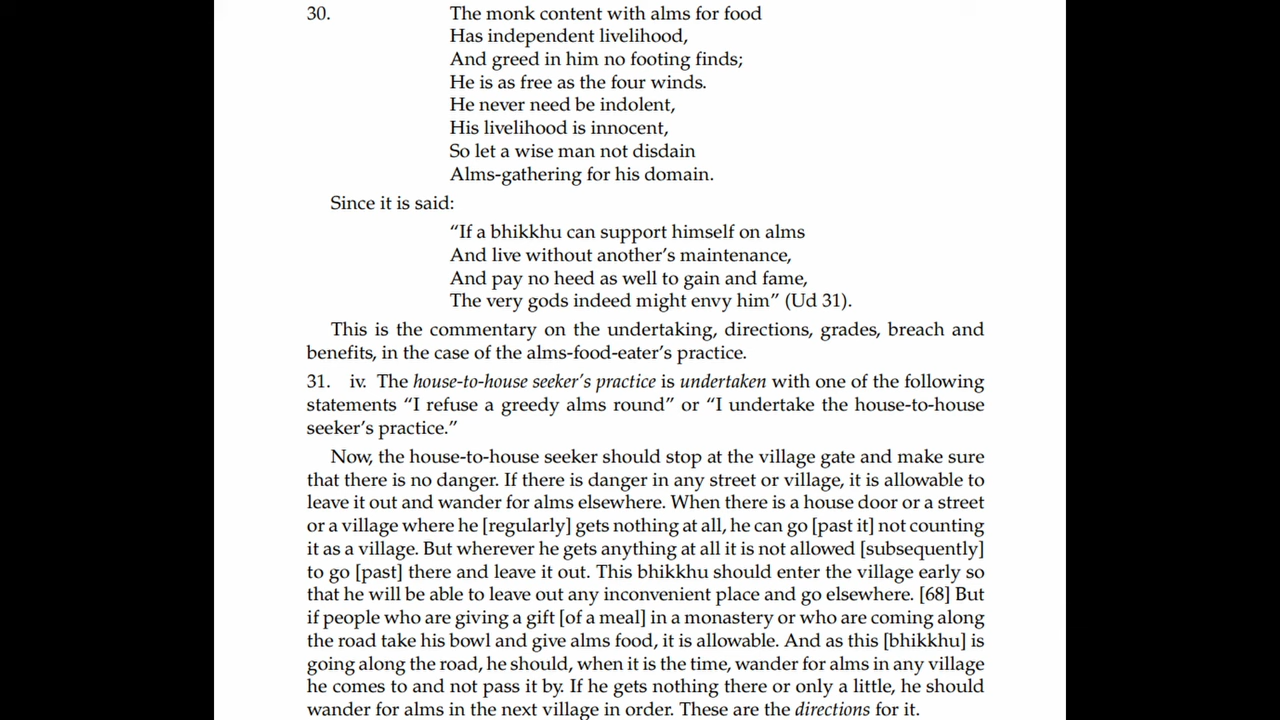 30. The monk content with alms for food
Has independent livelihood,
And greed in him no footing finds;
He is as free as the four winds.
He never need be indolent,
His livelihood is innocent,
So let a wise man not disdain
Alms-gathering for his domain.
Since it is said:
“If a bhikkhu can support himself on alms
And live without another’s maintenance,
And pay no heed as well to gain and fame,
The very gods indeed might envy him” (Ud 31).
This is the commentary on the undertaking, directions, grades, breach and
benefits, in the case of the alms-food-eater’s practice.
31. iv. The house-to-house seeker’s practice is undertaken with one of the following
statements “I refuse a greedy alms round” or “I undertake the house-to-house
seeker’s practice.”
Now, the house-to-house seeker should stop at the village gate and make sure
that there is no danger. If there is danger in any street or village, it is allowable to
leave it out and wander for alms elsewhere. When there is a house door or a street
or a village where he [regularly] gets nothing at all, he can go [past it] not counting
it as a village. But wherever he gets anything at all it is not allowed [subsequently]
to go [past] there and leave it out. This bhikkhu should enter the village early so
that he will be able to leave out any inconvenient place and go elsewhere. [68] But
if people who are giving a gift [of a meal] in a monastery or who are coming along
the road take his bowl and give alms food, it is allowable. And as this [bhikkhu] is
going along the road, he should, when it is the time, wander for alms in any village
he comes to and not pass it by. If he gets nothing there or only a little, he should
wander for alms in the next village in order. These are the directions for it.